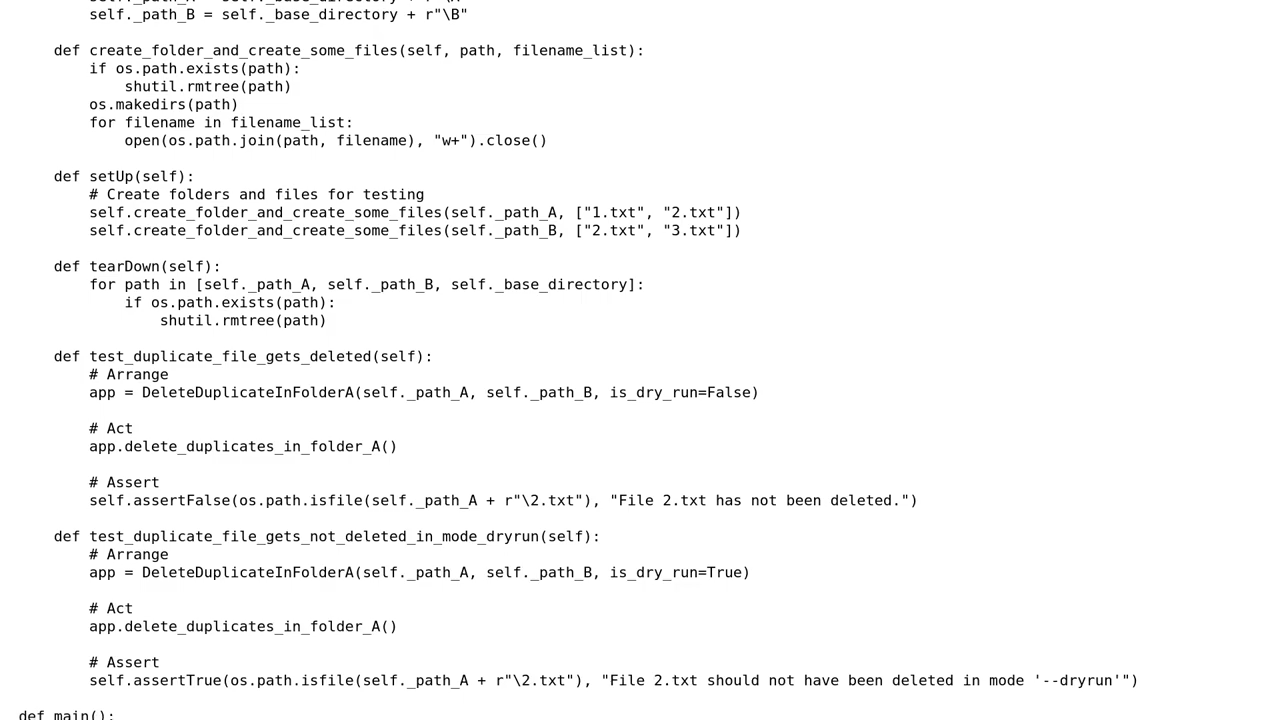 self._path_A = self._base_directory + r"\A"
self._path_B = self._base_directory + r"\B"
def create_folder_and_create_some_files(self, path, filename_list):
if os.path.exists(path):
shutil.rmtree(path)
os.makedirs(path)
for filename in filename_list:
open(os.path.join(path, filename), "w+").close()
def setUp(self):
# Create folders and files for testing
self.create_folder_and_create_some_files(self._path_A, ["1.txt", "2.txt"])
self.create_folder_and_create_some_files(self._path_B, ["2.txt", "3.txt"])
def tearDown(self):
for path in [self._path_A, self._path_B, self._base_directory]:
if os.path.exists(path):
shutil.rmtree(path)
def test_duplicate_file_gets_deleted(self):
# Arrange
app = DeleteDuplicateInFolderA(self._path_A, self._path_B, is_dry_run=False)
# Act
app.delete_duplicates_in_folder_A()
# Assert
self.assertFalse(os.path.isfile(self._path_A + r"\2.txt"), "File 2.txt has not been deleted.")
def test_duplicate_file_gets_not_deleted_in_mode_dryrun(self):
# Arrange
app = DeleteDuplicateInFolderA(self._path_A, self._path_B, is_dry_run=True)
# Act
app.delete_duplicates_in_folder_A()
# Assert
self.assertTrue(os.path.isfile(self._path_A + r"\2.txt"), "File 2.txt should not have been deleted in mode '--dryrun'")
def main():